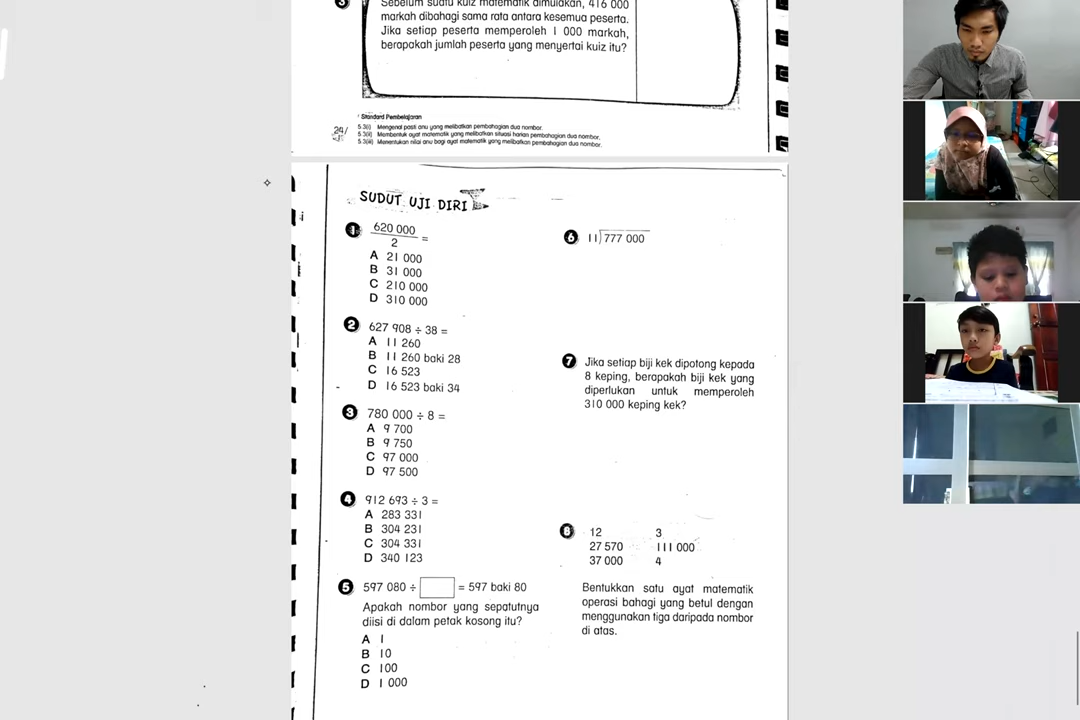 3
Sebelum suatu kuiz matematik dimulakan, 416 000
markah dibahagi sama rata antara kesemua peserta.
Jika setiap peserta memperoleh 1 000 markah,
berapakah jumlah peserta yang menyertai kuiz itu?
Standard Pembelajaran
24/
5.3(i) Mengenal pasti anu yang melibatkan pembahagian dua nombor.
5.3(ii) Membentuk ayat matematik yang melibatkan situasi harian pembahagian dua nombor.
5.3(iii) Menentukan nilai anu bagi ayat matematik yang melibatkan pembahagian dua nombor.
SUDUT UJI DIRI
1 620 000
2 =
A 21 000
B 31 000
C 210 000
D 310 000
2 627 908 ÷ 38 =
A 11 260
B 11 260 baki 28
C 16 523
D 16 523 baki 34
3 780 000 ÷ 8 =
A 9 700
B 9 750
C 97 000
D 97 500
4 912 693 ÷ 3 =
A 283 331
B 304 231
C 304 331
D 340 123
5 597 080 ÷ = 597 baki 80
Apakah nombor yang sepatutnya
diisi di dalam petak kosong itu?
A 1
B 10
C 100
D 1 000
6 11)777 000
7 Jika setiap biji kek dipotong kepada
8 keping, berapakah biji kek yang
diperlukan untuk memperoleh
310 000 keping kek?
8 12 3
27 570 111 000
37 000 4
Bentukkan satu ayat matematik
operasi bahagi yang betul dengan
menggunakan tiga daripada nombor
di atas.